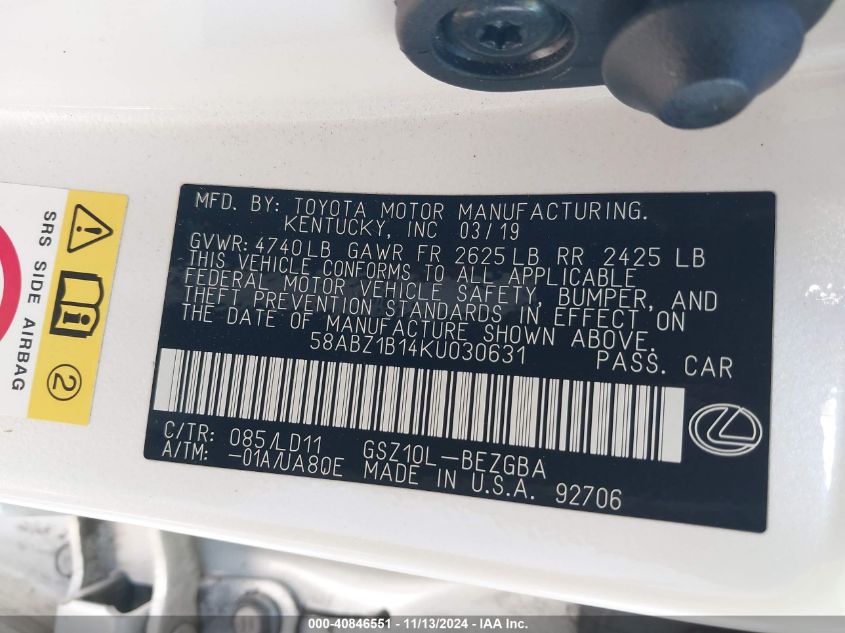 MFD. BY: TOYOTA MOTOR MANUFACTURING.
KENTUCKY, INC 03/19
GVWR: 4740 LB GAWR FR 2625 LB RR 2425 LB
THIS VEHICLE CONFORMS TO ALL APPLICABLE
FEDERAL MOTOR VEHICLE SAFETY, BUMPER, AND
THEFT PREVENTION STANDARDS IN EFFECT ON
THE DATE OF MANUFACTURE SHOWN ABOVE.
58ABZ1B14KU030631 PASS. CAR
C/TR: 085/LD11 GSZ10L-BEZGBA
A/TM: -01A/UA80E MADE IN U.S.A. 92706
SRS SIDE AIRBAG
2
000-40846551 - 11/13/2024 - IAA Inc.